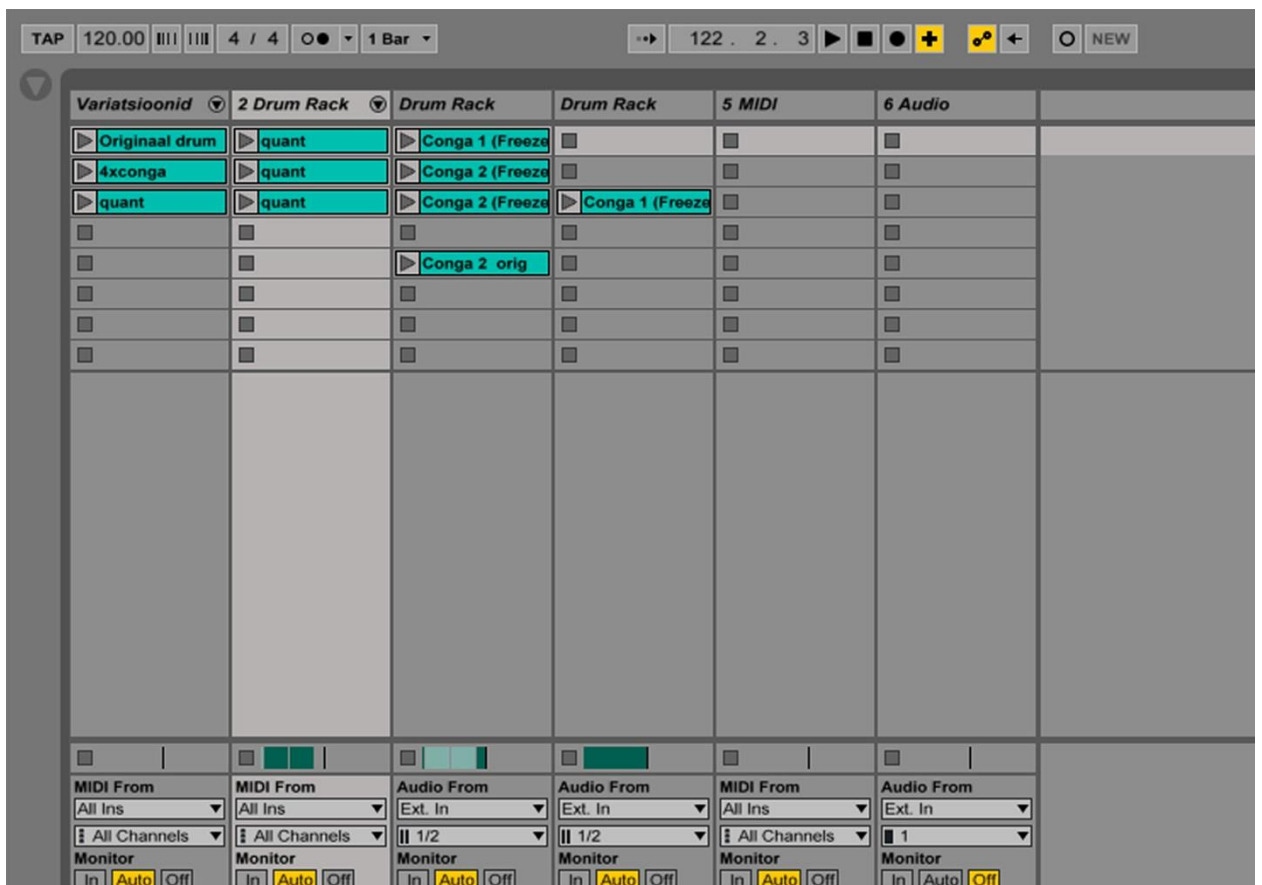 TAP 120.00 4 / 4 1 Bar 122 . 2 . 3 NEW
Variatsioonid 2 Drum Rack Drum Rack Drum Rack 5 MIDI 6 Audio
Originaal drum quant Conga 1 (Freeze
4xconga quant Conga 2 (Freeze
quant quant Conga 2 (Freeze Conga 1 (Freeze
Conga 2 orig
MIDI From MIDI From Audio From Audio From MIDI From Audio From
All Ins All Ins Ext. In Ext. In All Ins Ext. In
All Channels All Channels 1/2 1/2 All Channels 1
Monitor Monitor Monitor Monitor Monitor Monitor
In Auto Off In Auto Off In Auto Off In Auto Off In Auto Off In Auto Off